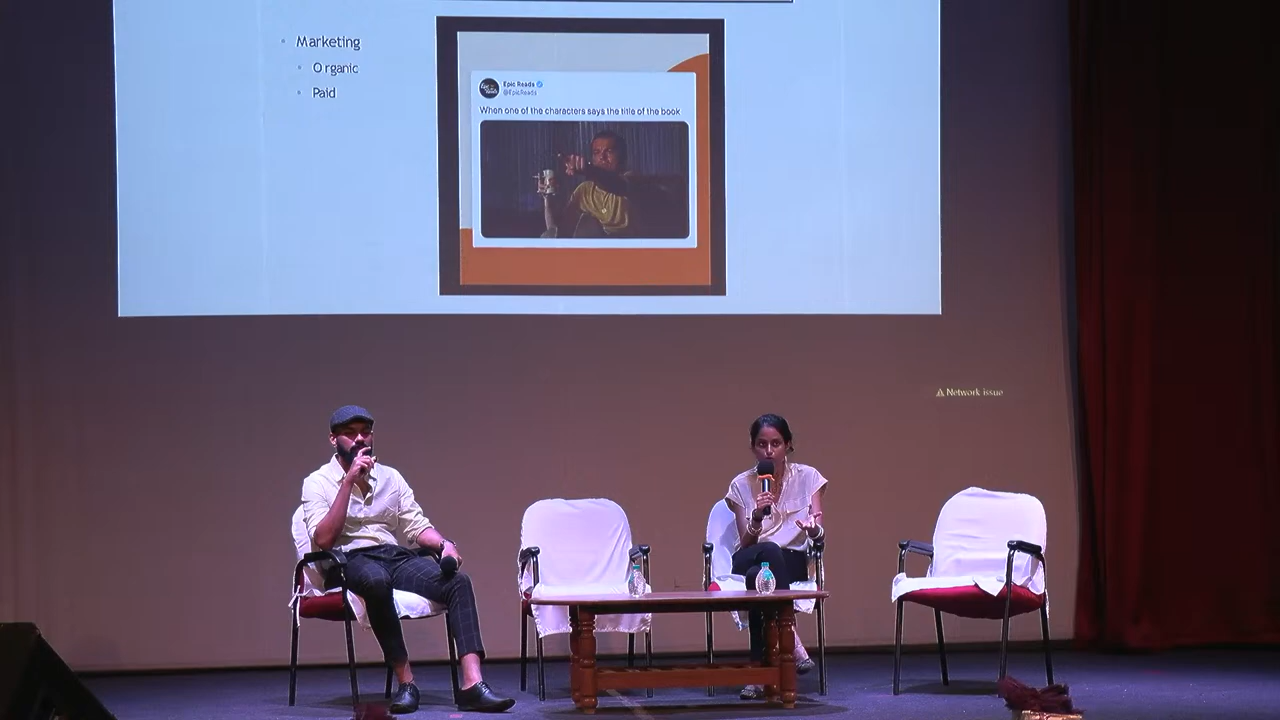 Marketing
Organic
Paid
Epic Reads
@EpicReads
When one of the characters says the title of the book
⚠ Network issue